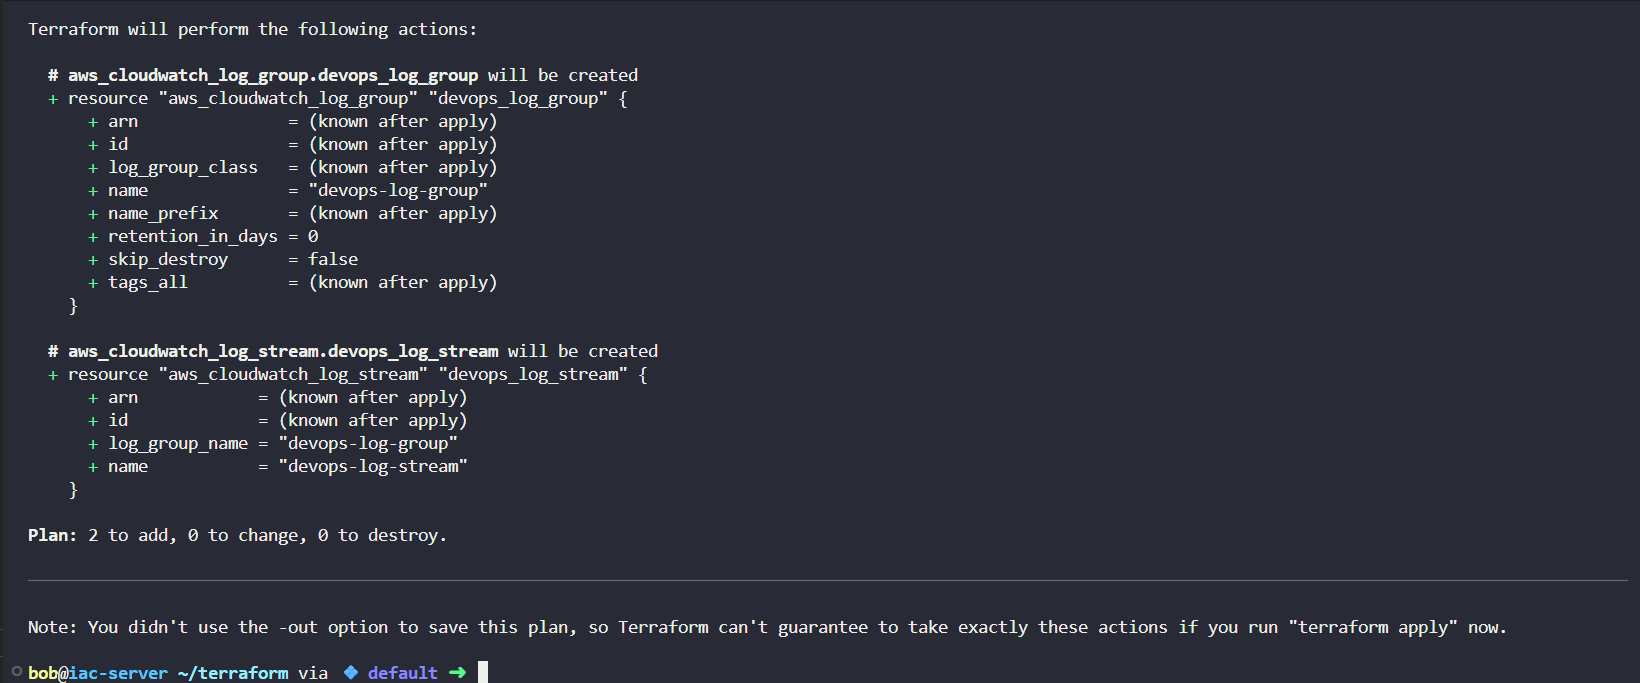 Terraform will perform the following actions:
# aws_cloudwatch_log_group.devops_log_group will be created
+ resource "aws_cloudwatch_log_group" "devops_log_group" {
+ arn = (known after apply)
+ id = (known after apply)
+ log_group_class = (known after apply)
+ name = "devops-log-group"
+ name_prefix = (known after apply)
+ retention_in_days = 0
+ skip_destroy = false
+ tags_all = (known after apply)
}
# aws_cloudwatch_log_stream.devops_log_stream will be created
+ resource "aws_cloudwatch_log_stream" "devops_log_stream" {
+ arn = (known after apply)
+ id = (known after apply)
+ log_group_name = "devops-log-group"
+ name = "devops-log-stream"
}
Plan: 2 to add, 0 to change, 0 to destroy.
Note: You didn't use the -out option to save this plan, so Terraform can't guarantee to take exactly these actions if you run "terraform apply" now.
bob@iac-server ~/terraform via 🔷 default ➜